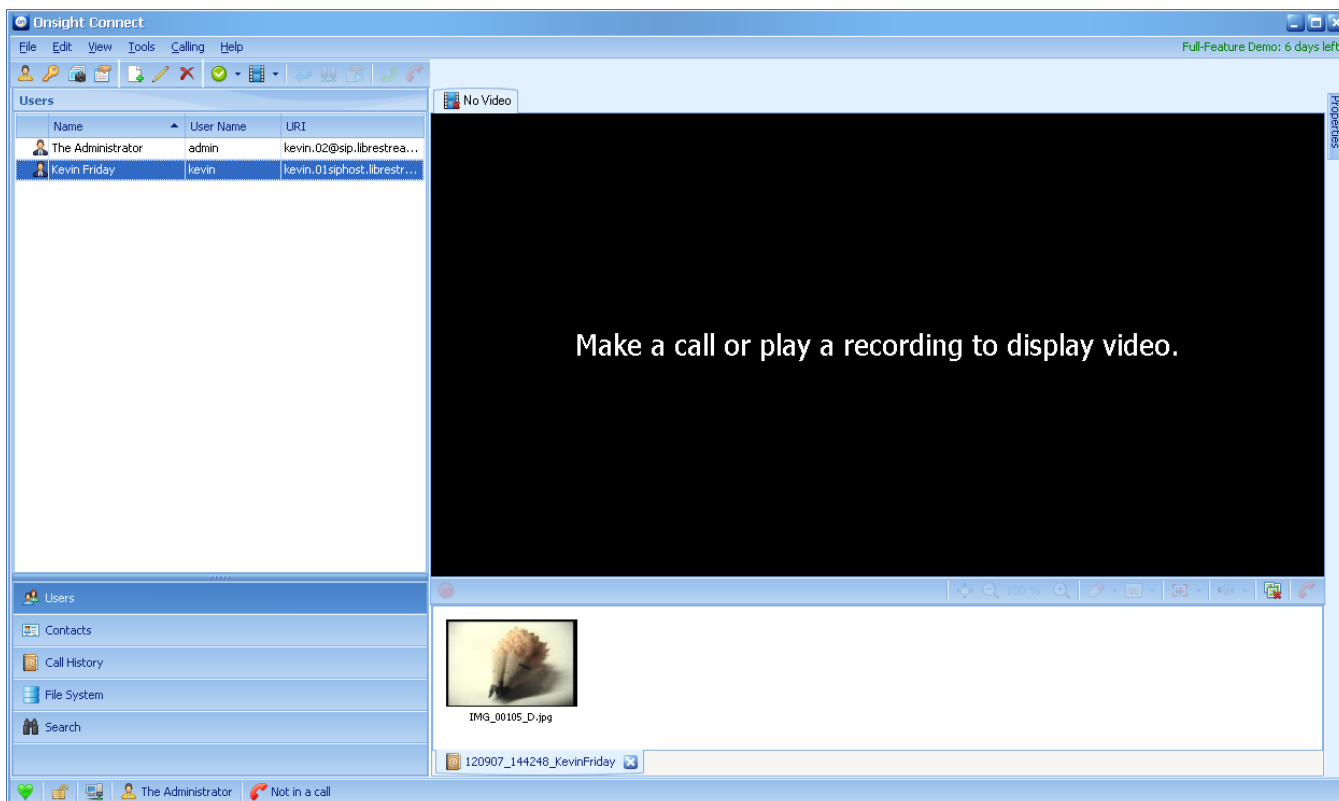 Onsight Connect
File Edit View Tools Calling Help
Full-Feature Demo: 6 days left
Users
No Video
Properties
Name User Name URI
The Administrator admin kevin.02@sip.librestrea...
Kevin Friday kevin kevin.01siphost.librestr...
Make a call or play a recording to display video.
Users
100 %
Contacts
Call History
File System
Search
IMG_00105_D.jpg
120907_144248_KevinFriday
The Administrator Not in a call